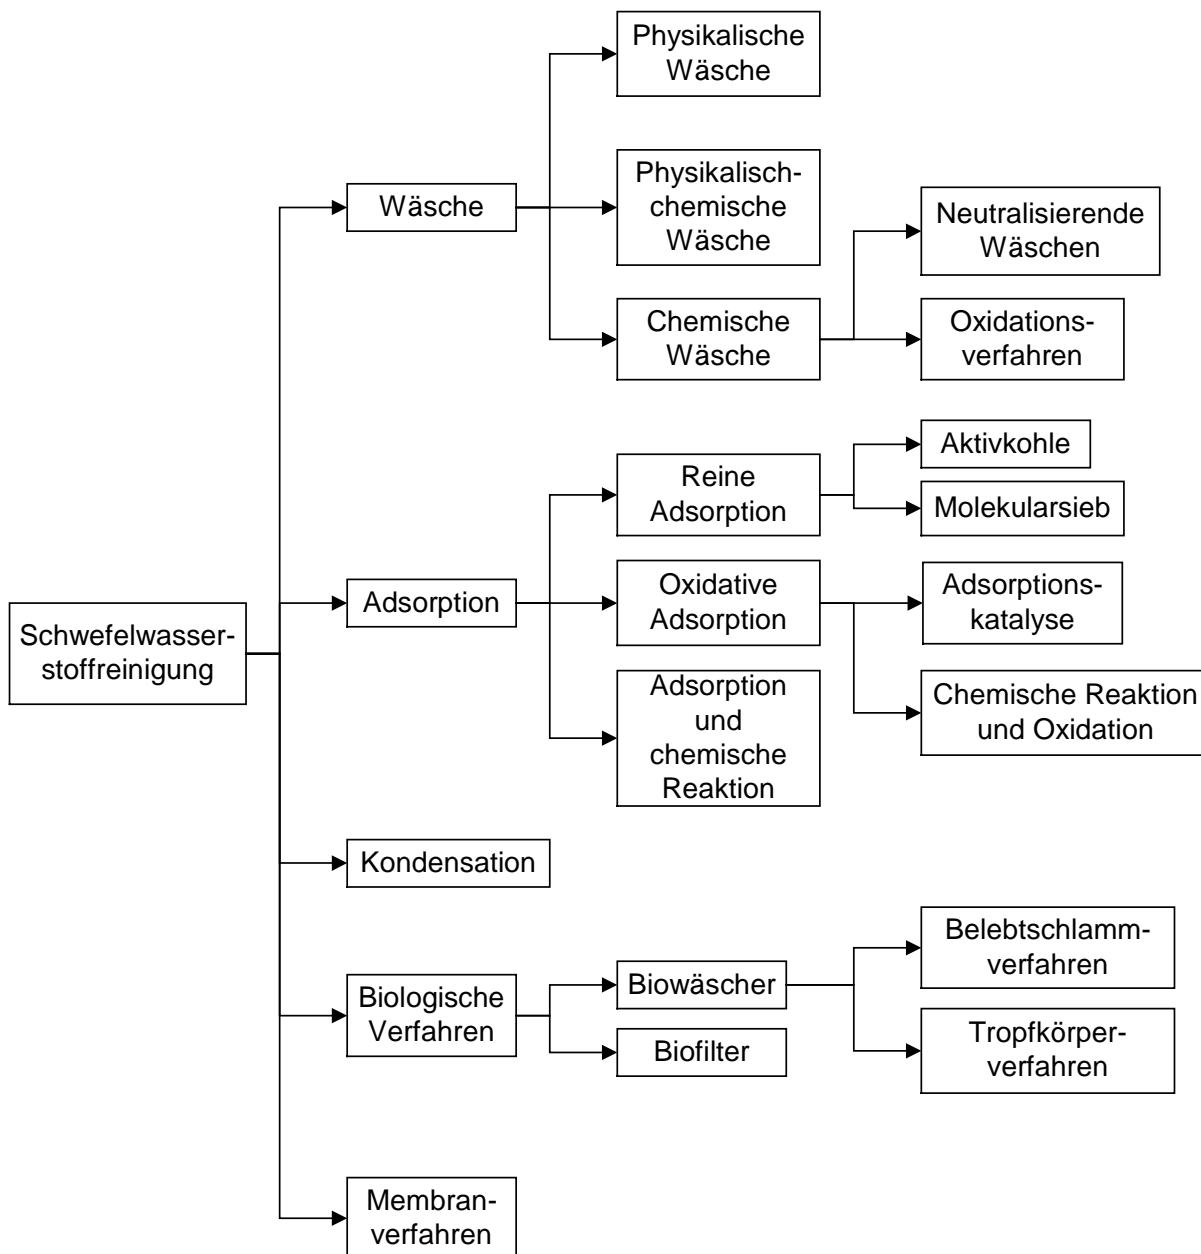 Physikalische
Wäsche
Physikalisch-
chemische
Wäsche
Wäsche
Neutralisierende
Wäschen
Chemische
Wäsche
Oxidations-
verfahren
Reine
Adsorption
Aktivkohle
Molekularsieb
Adsorption
Oxidative
Adsorption
Adsorptions-
katalyse
Schwefelwasser-
stoffreinigung
Adsorption
und
chemische
Reaktion
Chemische Reaktion
und Oxidation
Kondensation
Biologische
Verfahren
Biowäscher
Biofilter
Belebtschlamm-
verfahren
Tropfkörper-
verfahren
Membran-
verfahren